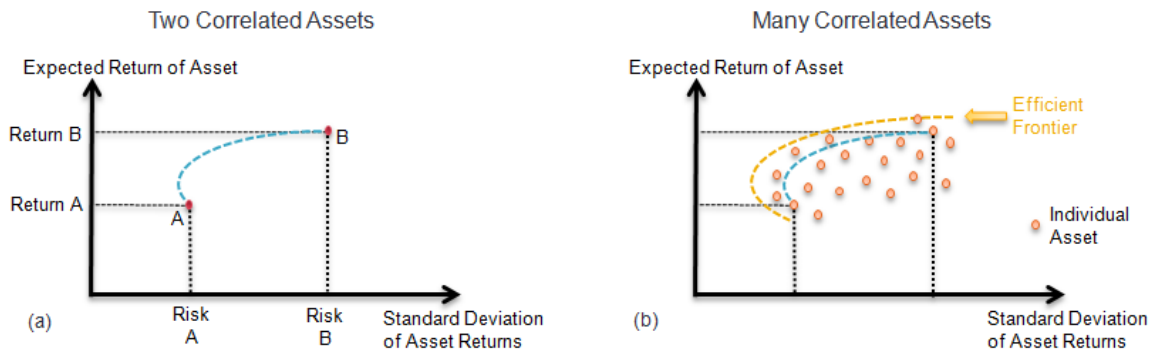 Two Correlated Assets
Expected Return of Asset
Return B
B
Return A
A
Risk
A
Risk
B
Standard Deviation
of Asset Returns
(a)
Many Correlated Assets
Expected Return of Asset
Efficient
Frontier
Individual
Asset
Standard Deviation
of Asset Returns
(b)